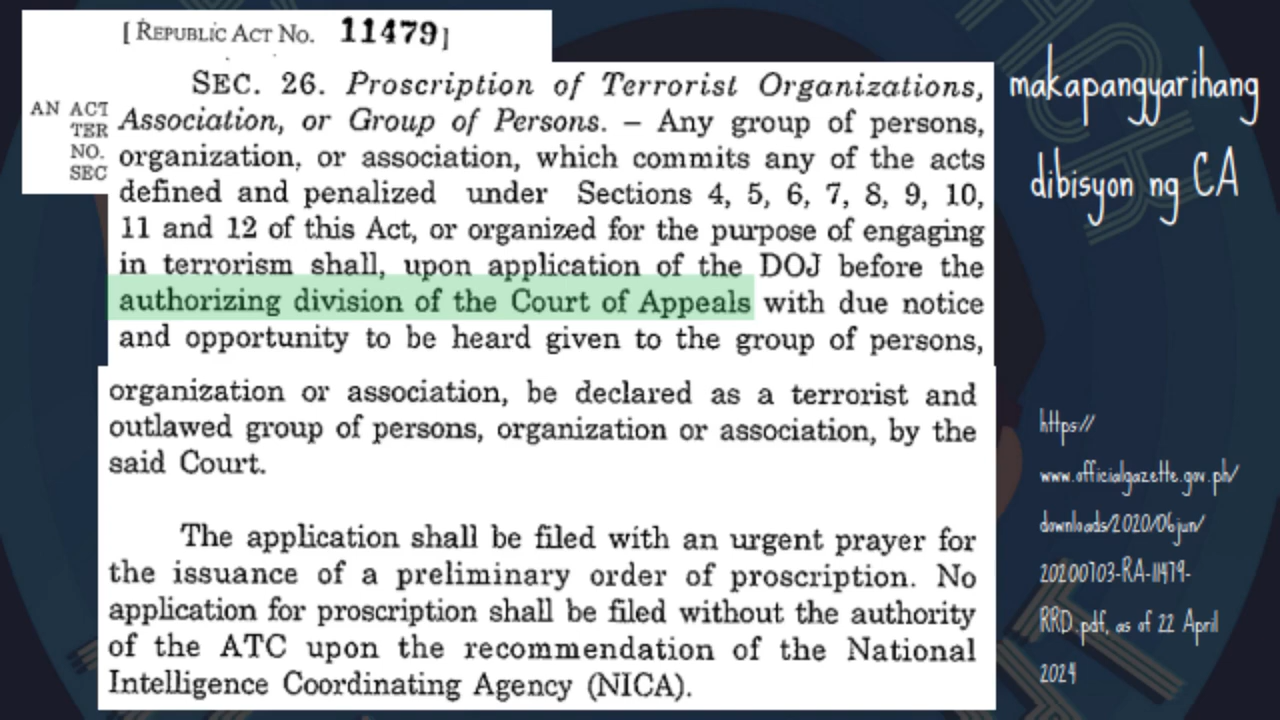 [ REPUBLIC ACT NO. 11479 ]
AN ACT
TER
NO.
SEC
SEC. 26. Proscription of Terrorist Organizations,
Association, or Group of Persons. – Any group of persons,
organization, or association, which commits any of the acts
defined and penalized under Sections 4, 5, 6, 7, 8, 9, 10,
11 and 12 of this Act, or organized for the purpose of engaging
in terrorism shall, upon application of the DOJ before the
authorizing division of the Court of Appeals with due notice
and opportunity to be heard given to the group of persons,
organization or association, be declared as a terrorist and
outlawed group of persons, organization or association, by the
said Court.
The application shall be filed with an urgent prayer for
the issuance of a preliminary order of proscription. No
application for proscription shall be filed without the authority
of the ATC upon the recommendation of the National
Intelligence Coordinating Agency (NICA).
makapangyarihang
dibisyon ng CA
https://
www.officialgazette.gov.ph/
downloads/2020/06jun/
20200703-RA-11479-
RRD.pdf, as of 22 April
2024